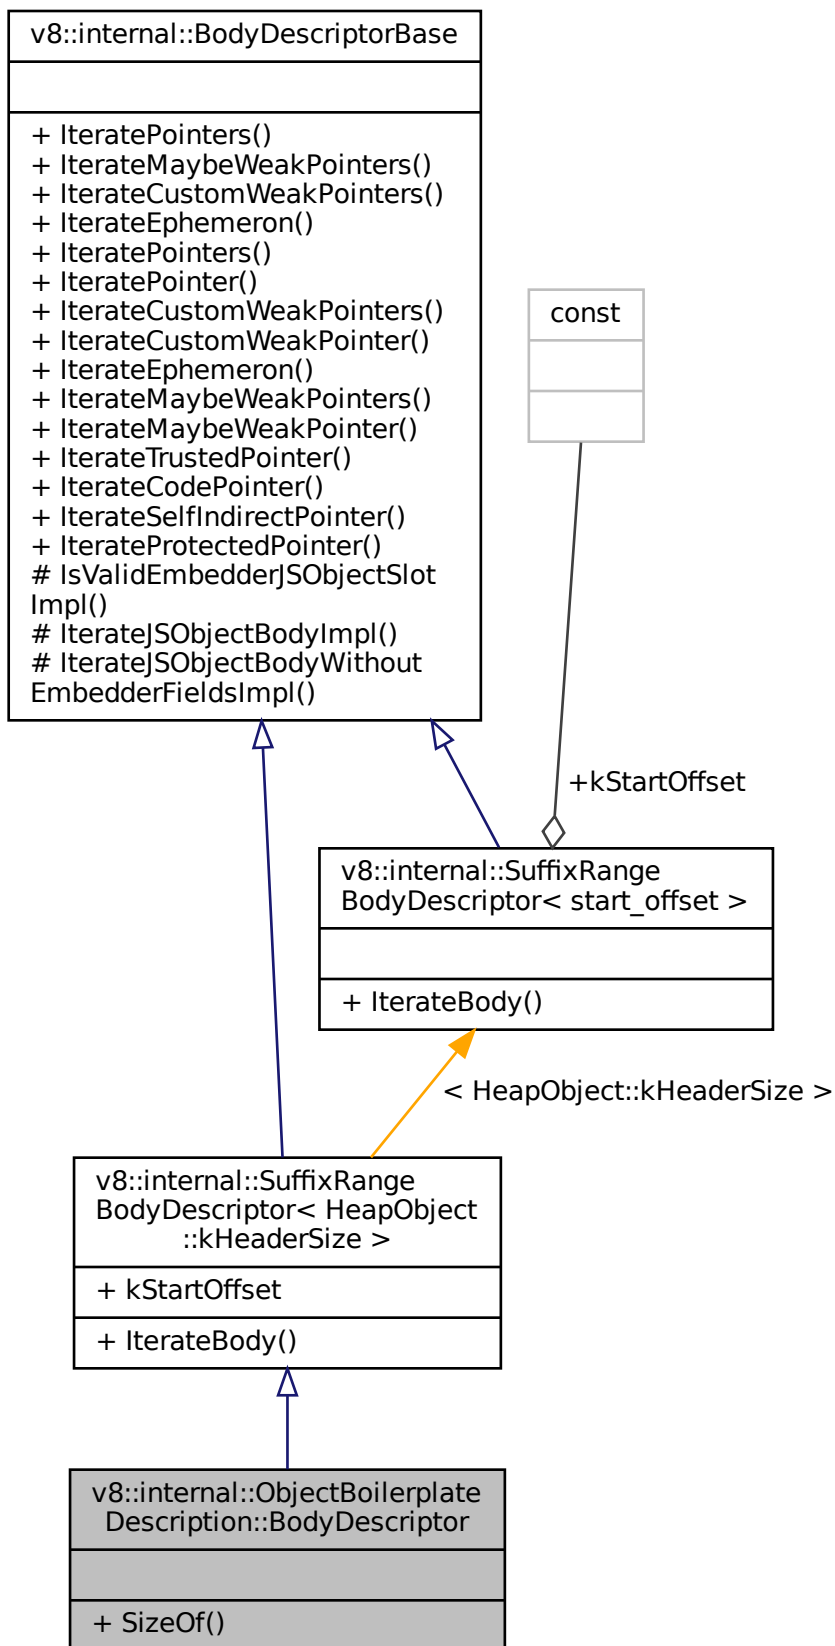 v8::internal::BodyDescriptorBase
+ IteratePointers()
+ IterateMaybeWeakPointers()
+ IterateCustomWeakPointers()
+ IterateEphemeron()
+ IteratePointers()
+ IteratePointer()
+ IterateCustomWeakPointers()
+ IterateCustomWeakPointer()
+ IterateEphemeron()
+ IterateMaybeWeakPointers()
+ IterateMaybeWeakPointer()
+ IterateTrustedPointer()
+ IterateCodePointer()
+ IterateSelfIndirectPointer()
+ IterateProtectedPointer()
# IsValidEmbedderJSObjectSlot
Impl()
# IterateJSObjectBodyImpl()
# IterateJSObjectBodyWithout
EmbedderFieldsImpl()
const
+kStartOffset
v8::internal::SuffixRange
BodyDescriptor< start_offset >
+ IterateBody()
< HeapObject::kHeaderSize >
v8::internal::SuffixRange
BodyDescriptor< HeapObject
::kHeaderSize >
+ kStartOffset
+ IterateBody()
v8::internal::ObjectBoilerplate
Description::BodyDescriptor
+ SizeOf()